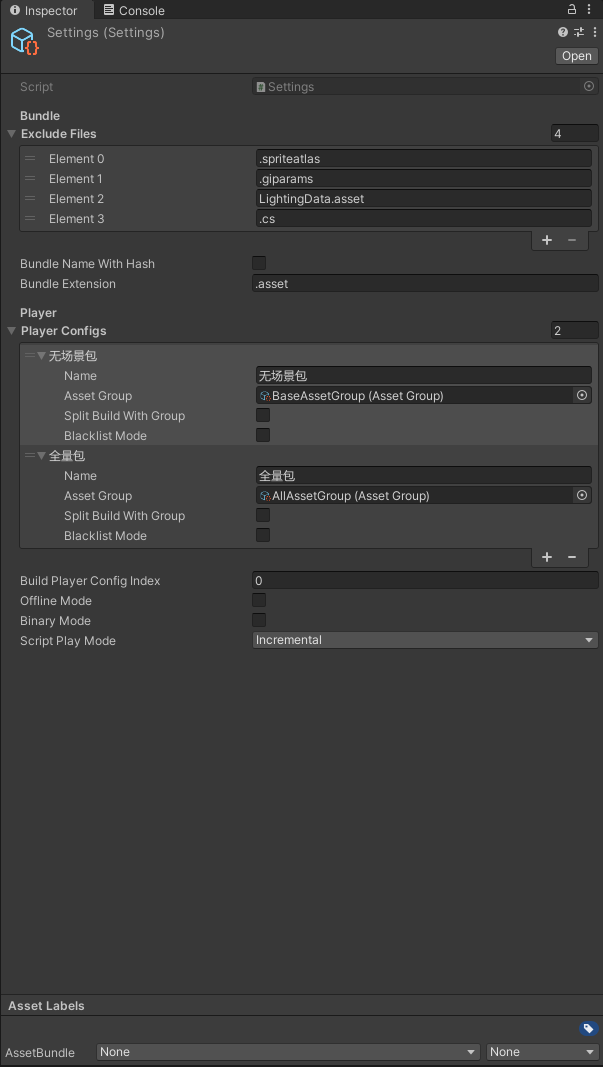 Inspector Console
Settings (Settings)
Open
Script Settings
Bundle
Exclude Files 4
Element 0 .spriteatlas
Element 1 .giparams
Element 2 LightingData.asset
Element 3 .cs
Bundle Name With Hash
Bundle Extension .asset
Player
Player Configs 2
无场景包
Name 无场景包
Asset Group BaseAssetGroup (Asset Group)
Split Build With Group
Blacklist Mode
全量包
Name 全量包
Asset Group AllAssetGroup (Asset Group)
Split Build With Group
Blacklist Mode
Build Player Config Index 0
Offline Mode
Binary Mode
Script Play Mode Incremental
Asset Labels
AssetBundle None None